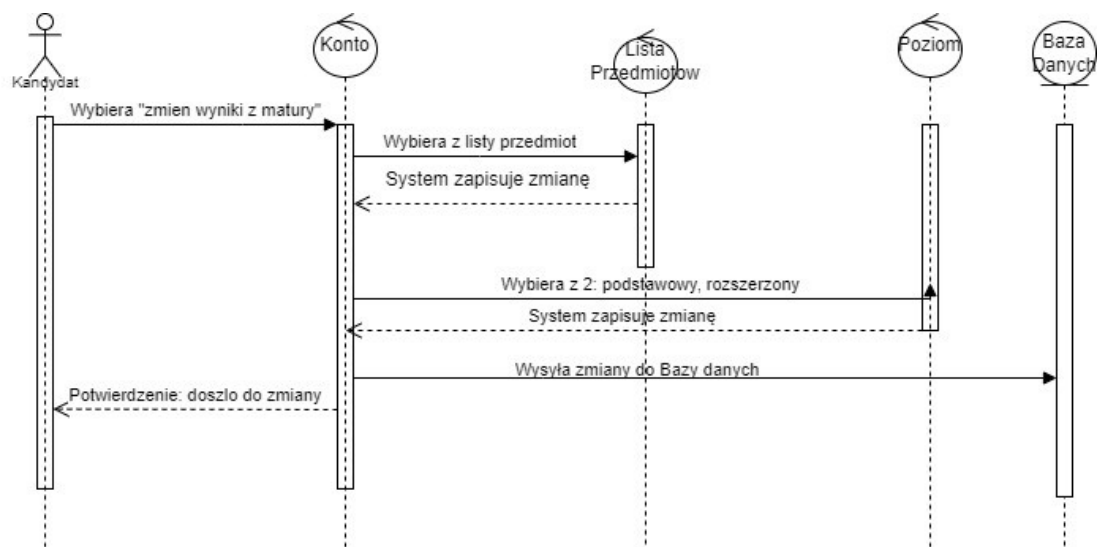 Kandydat
Konto
Lista
Przedmiotow
Poziom
Baza
Danych
Wybiera "zmien wyniki z matury"
Wybiera z listy przedmiot
System zapisuje zmianę
Wybiera z 2: podstawowy, rozszerzony
System zapisuje zmianę
Wysyła zmiany do Bazy danych
Potwierdzenie: doszlo do zmiany